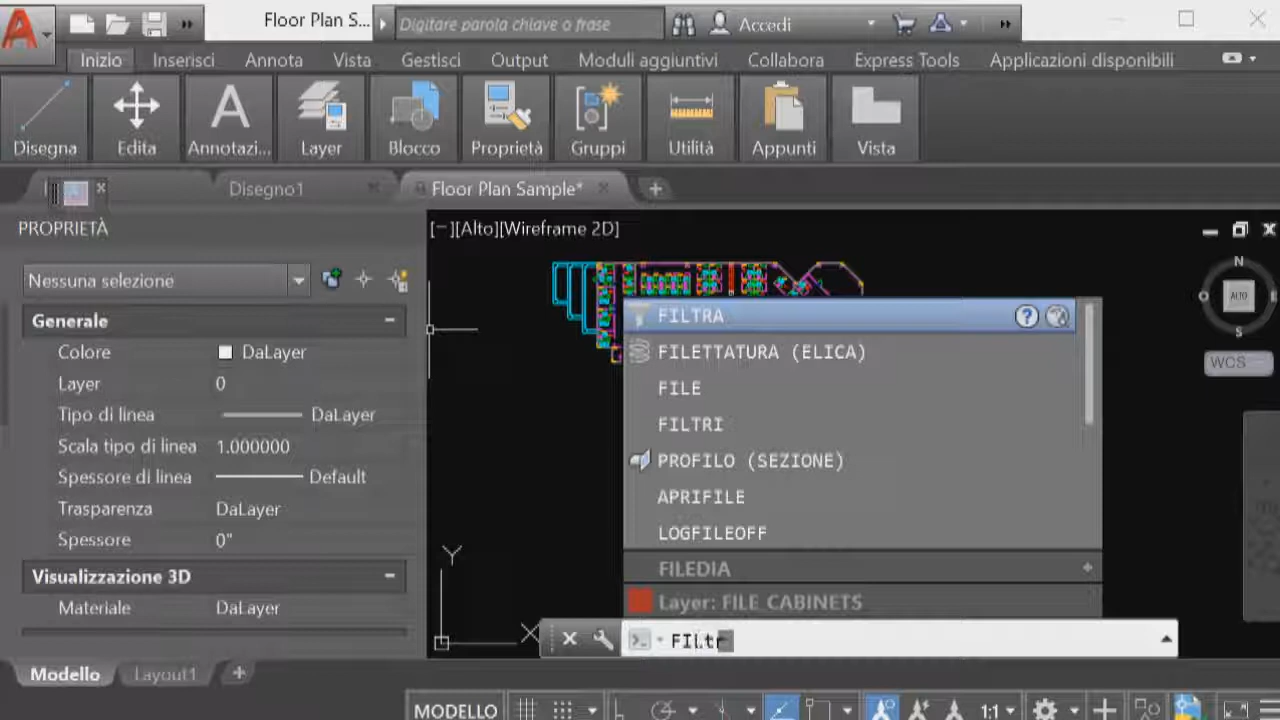 Floor Plan S... Digitare parola chiave o frase Accedi
Inizio Inserisci Annota Vista Gestisci Output Moduli aggiuntivi Collabora Express Tools Applicazioni disponibili
Disegna Edita Annotazi... Layer Blocco Proprietà Gruppi Utilità Appunti Vista
Disegno1 Floor Plan Sample*
PROPRIETÀ
[−][Alto][Wireframe 2D]
Nessuna selezione
Generale
Colore DaLayer
Layer 0
Tipo di linea DaLayer
Scala tipo di linea 1.000000
Spessore di linea Default
Trasparenza DaLayer
Spessore 0"
Visualizzazione 3D
Materiale DaLayer
N
ALTO
S
WCS
FILTRA
FILETTATURA (ELICA)
FILE
FILTRI
PROFILO (SEZIONE)
APRIFILE
LOGFILEOFF
FILEDIA
Layer: FILE CABINETS
Y
X
FILtr
Modello Layout1
MODELLO 1:1